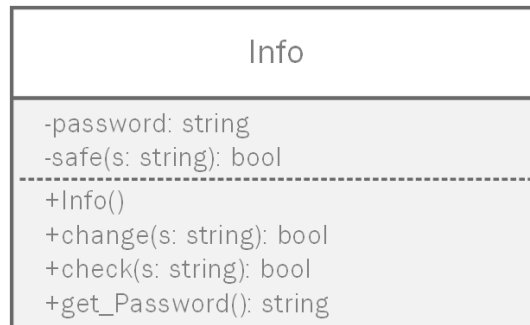 Info
-password: string
-safe(s: string): bool
+Info()
+change(s: string): bool
+check(s: string): bool
+get_Password(): string